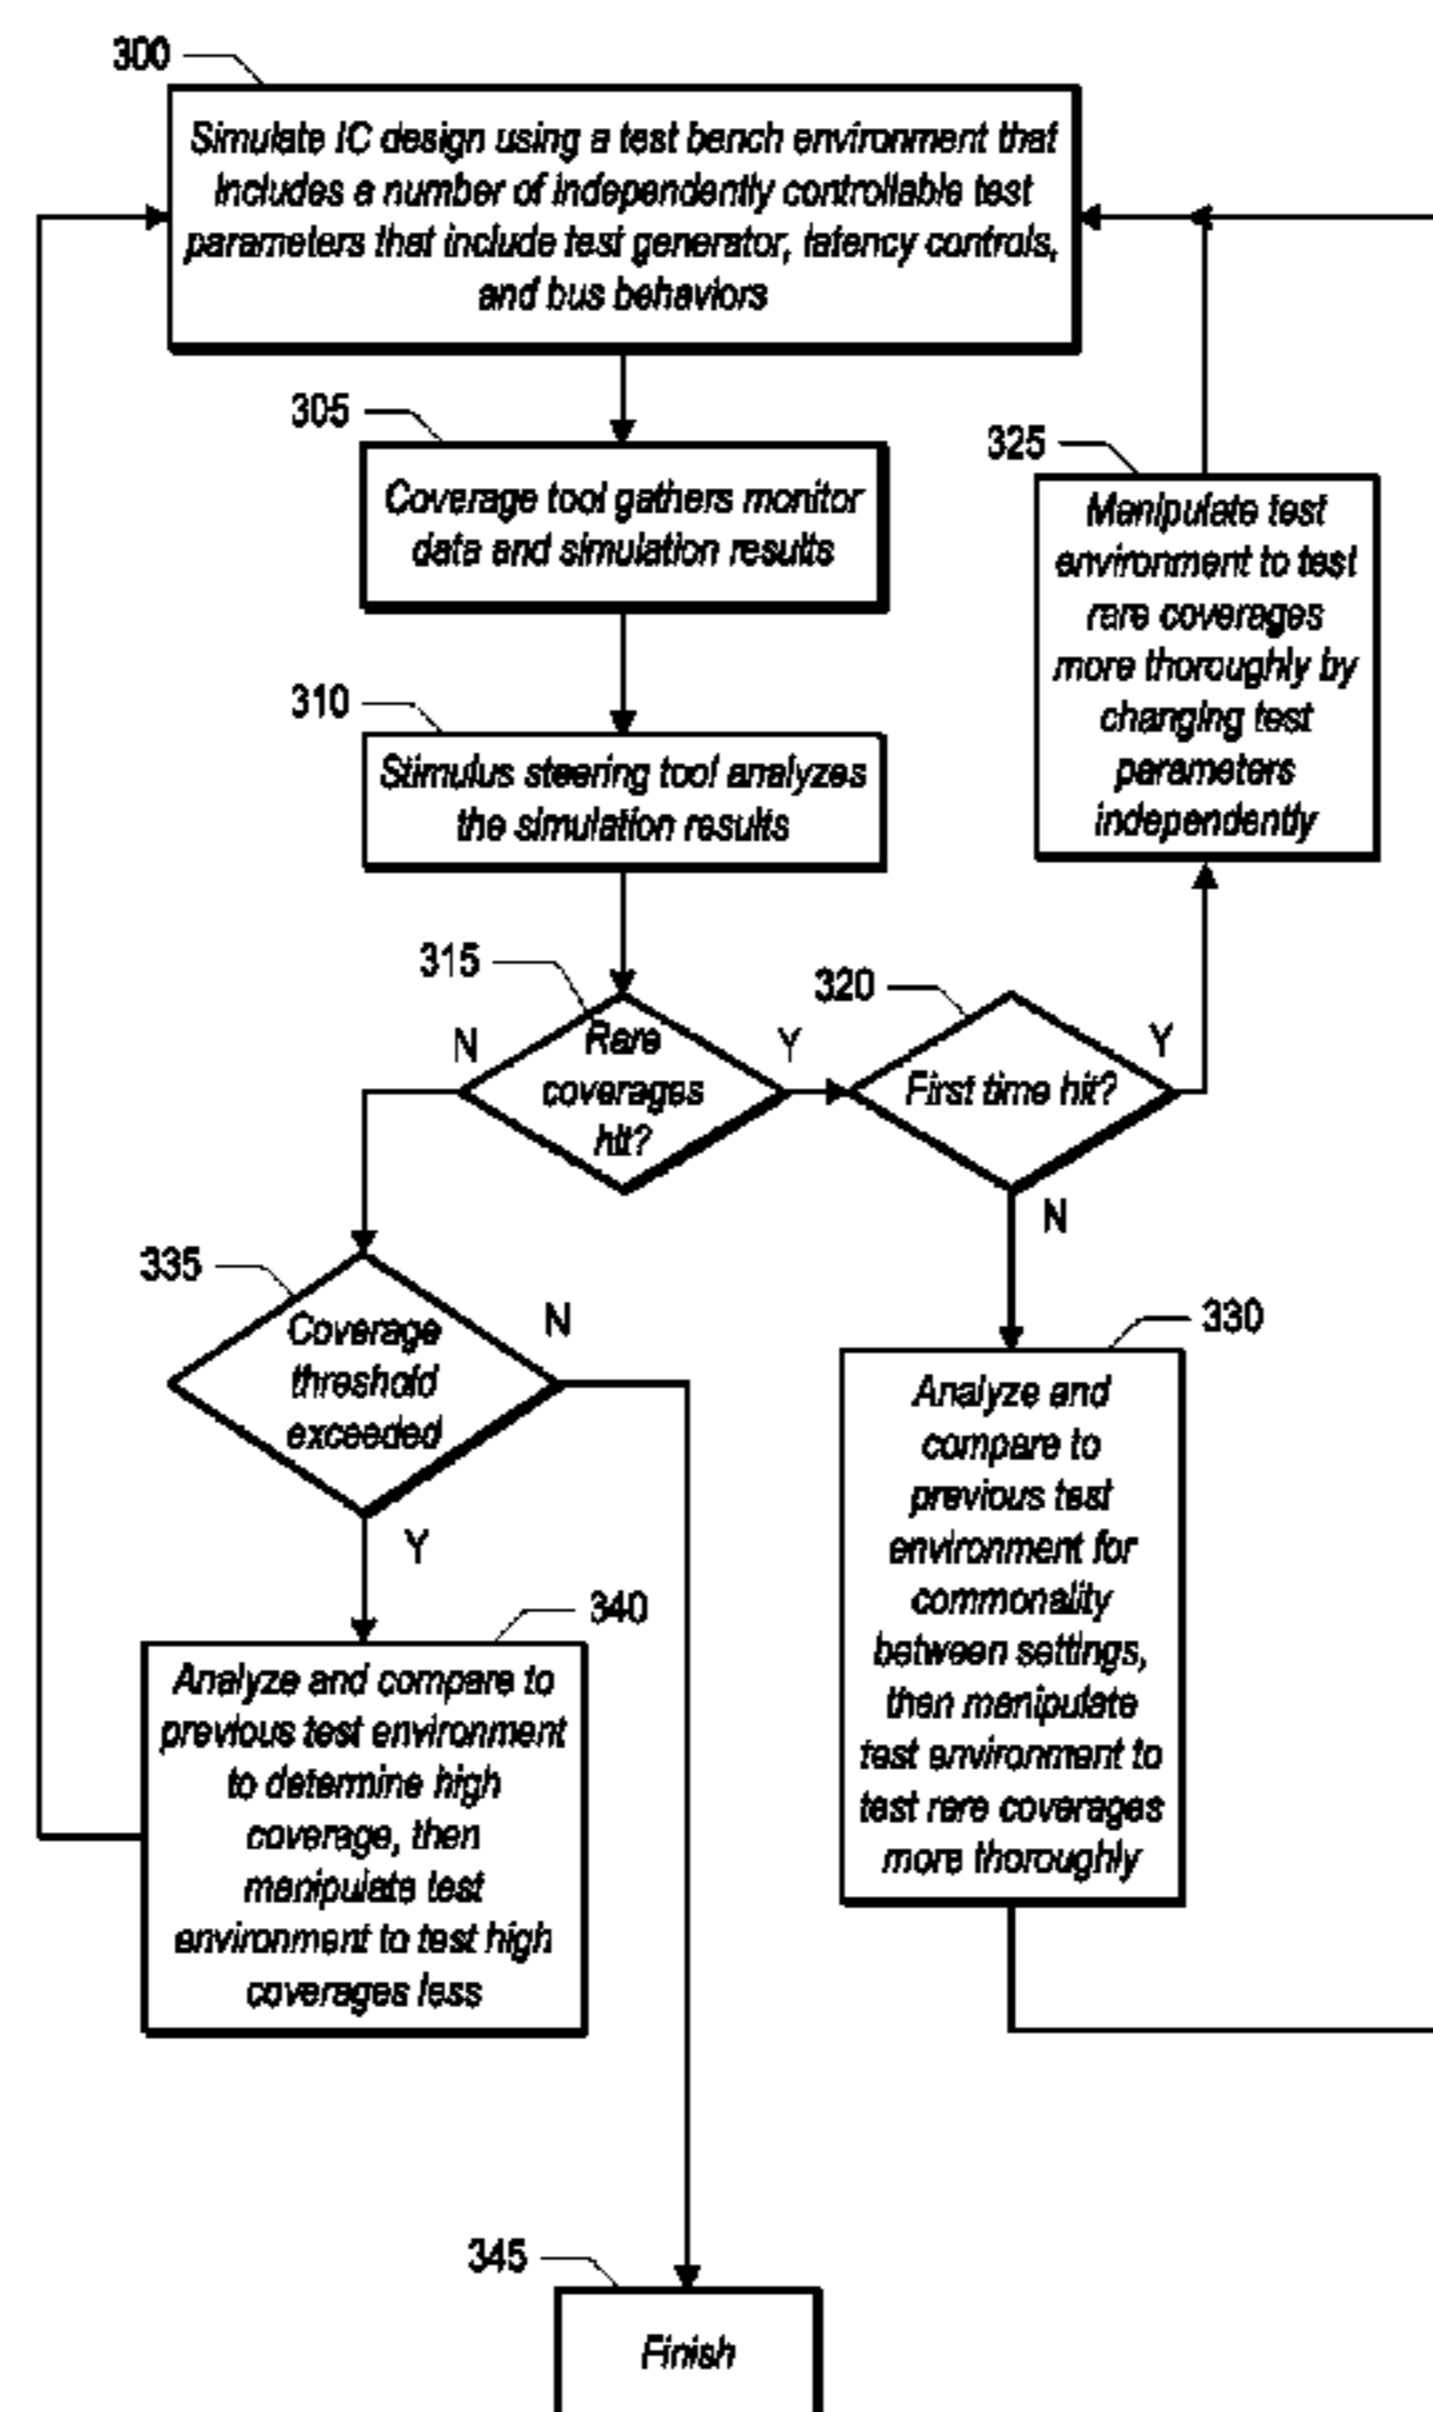 300
Simulate IC design using a test bench environment that
includes a number of independently controllable test
parameters that include test generator, latency controls,
and bus behaviors
305
Coverage tool gathers monitor
data and simulation results
325
Manipulate test
environment to test
rare coverages
more thoroughly by
changing test
parameters
independently
310
Stimulus steering tool analyzes
the simulation results
315
Rare
coverages
hit?
N
Y
320
First time hit?
Y
N
335
Coverage
threshold
exceeded
N
Y
330
Analyze and
compare to
previous test
environment for
commonality
between settings,
then manipulate
test environment to
test rare coverages
more thoroughly
340
Analyze and compare to
previous test environment
to determine high
coverage, then
manipulate test
environment to test high
coverages less
345
Finish